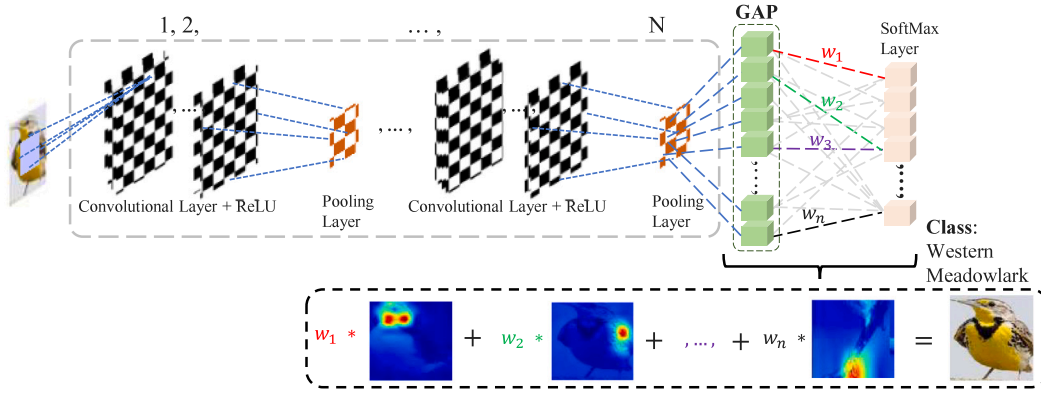 1, 2,
... ,
N
GAP
SoftMax
Layer
w1
w2
w3
wn
, ... ,
Convolutional Layer + ReLU
Pooling
Layer
Convolutional Layer + ReLU
Pooling
Layer
Class:
Western
Meadowlark
w1 * + w2 * + , ... , + wn * =